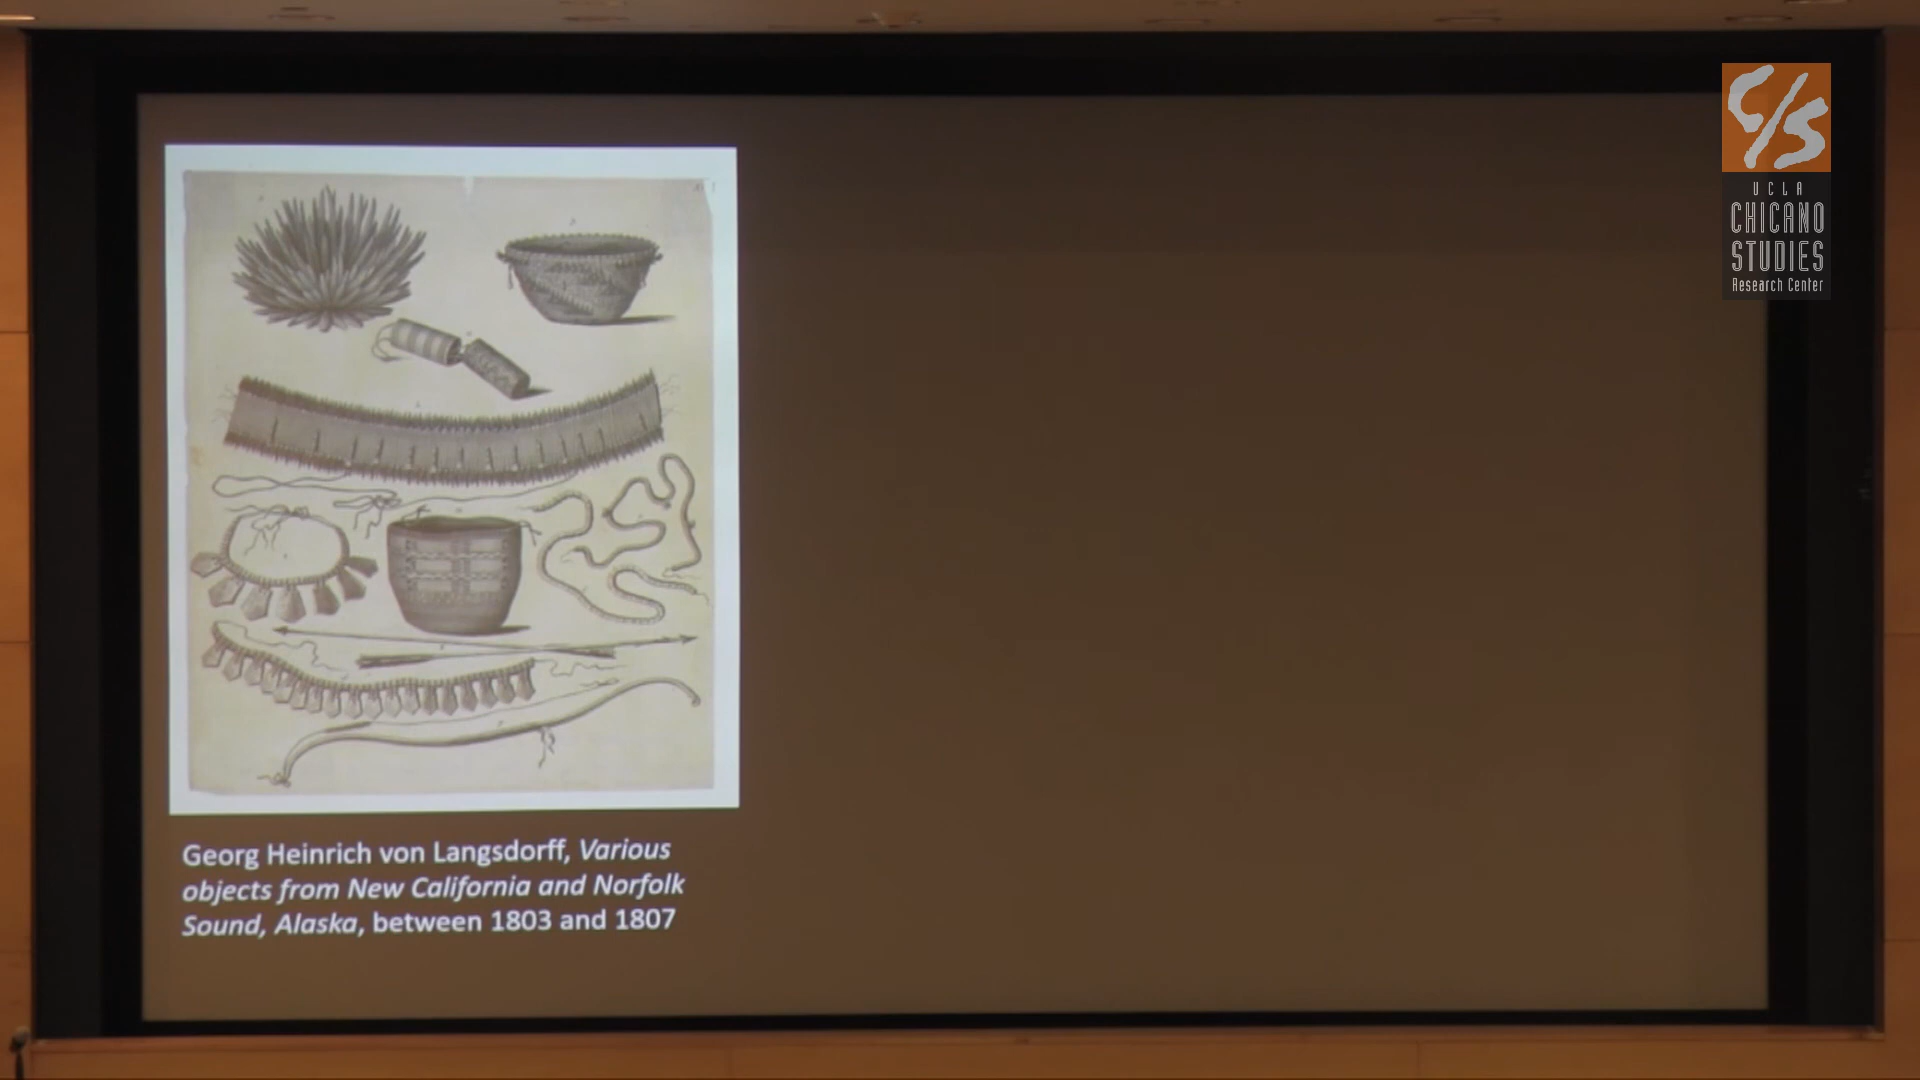 UCLA
CHICANO
STUDIES
Research Center
Georg Heinrich von Langsdorff, Various
objects from New California and Norfolk
Sound, Alaska, between 1803 and 1807